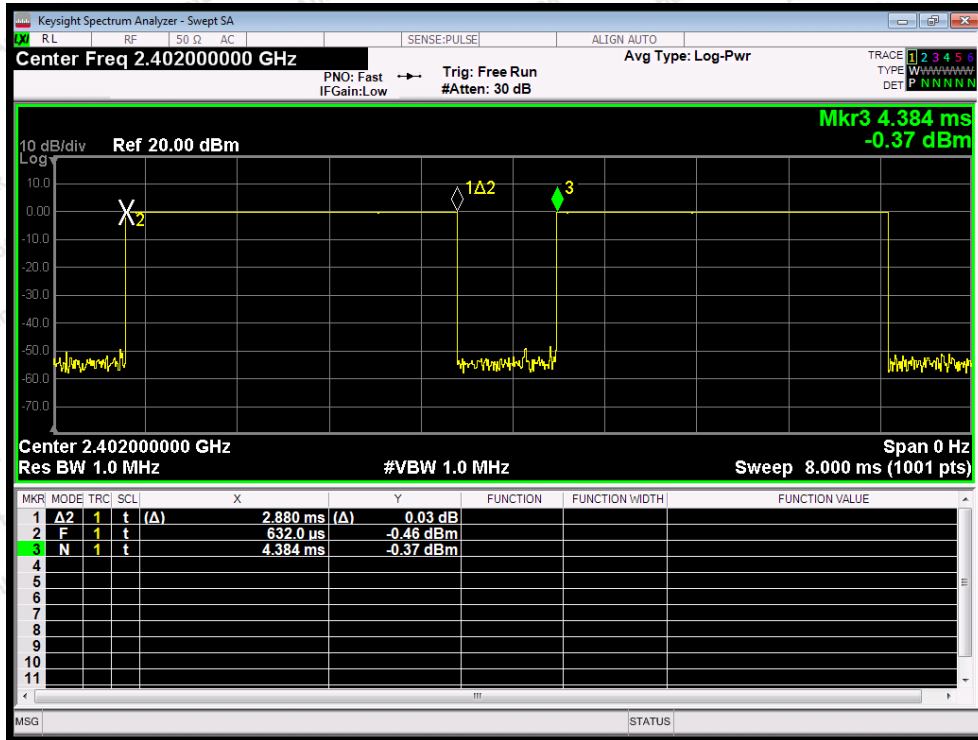 Keysight Spectrum Analyzer - Swept SA
LXI RL RF 50 Ω AC SENSE:PULSE ALIGN AUTO
Center Freq 2.402000000 GHz
Avg Type: Log-Pwr
PNO: Fast Trig: Free Run
IFGain:Low #Atten: 30 dB
TRACE 1 2 3 4 5 6
TYPE W
DET P N N N N N
Mkr3 4.384 ms
-0.37 dBm
10 dB/div Ref 20.00 dBm
Log
10.0
0.00
-10.0
-20.0
-30.0
-40.0
-50.0
-60.0
-70.0
2
1Δ2
3
Center 2.402000000 GHz Span 0 Hz
Res BW 1.0 MHz #VBW 1.0 MHz Sweep 8.000 ms (1001 pts)
MKR MODE TRC SCL X Y FUNCTION FUNCTION WIDTH FUNCTION VALUE
1 Δ2 1 t (Δ) 2.880 ms (Δ) 0.03 dB
2 F 1 t 632.0 µs -0.46 dBm
3 N 1 t 4.384 ms -0.37 dBm
4
5
6
7
8
9
10
11
MSG STATUS